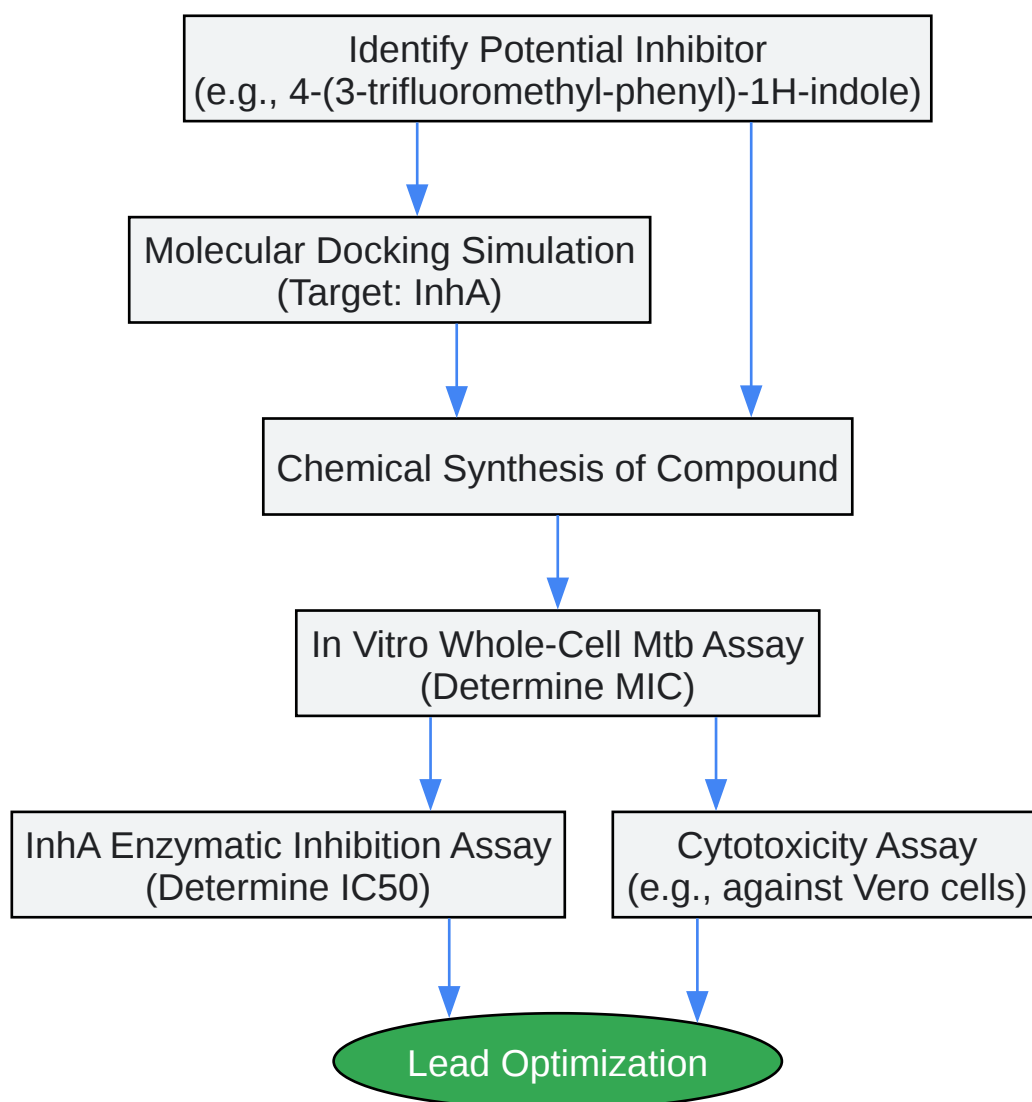 Identify Potential Inhibitor
(e.g., 4-(3-trifluoromethyl-phenyl)-1H-indole)
Molecular Docking Simulation
(Target: InhA)
Chemical Synthesis of Compound
In Vitro Whole-Cell Mtb Assay
(Determine MIC)
InhA Enzymatic Inhibition Assay
(Determine IC50)
Cytotoxicity Assay
(e.g., against Vero cells)
Lead Optimization